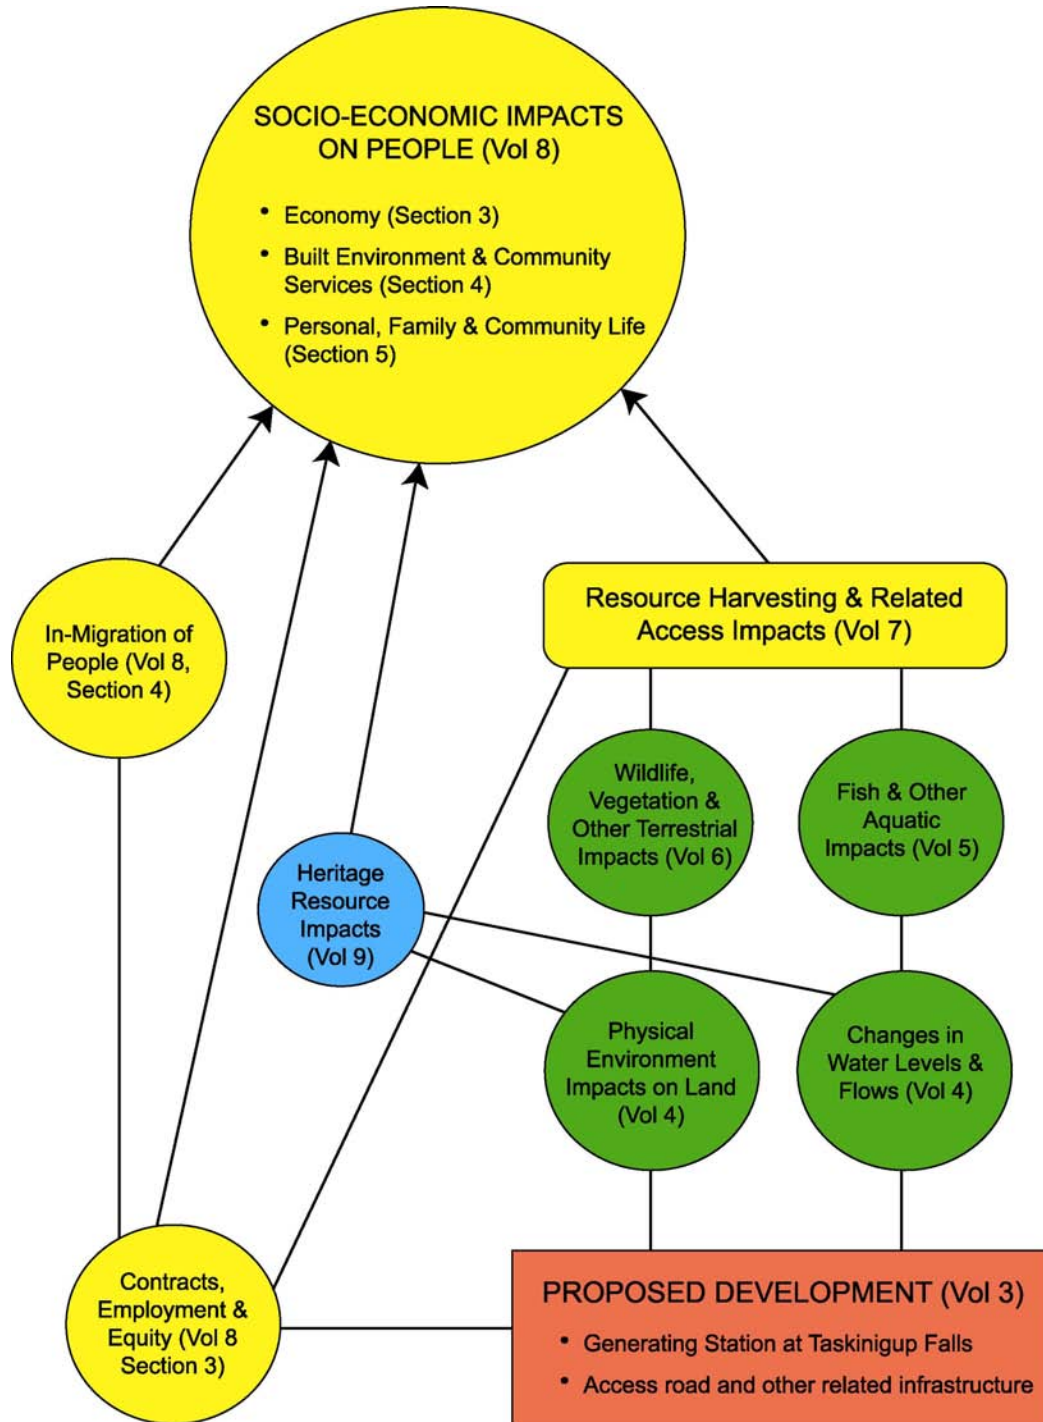 SOCIO-ECONOMIC IMPACTS
ON PEOPLE (Vol 8)
• Economy (Section 3)
• Built Environment & Community
Services (Section 4)
• Personal, Family & Community Life
(Section 5)
In-Migration of
People (Vol 8,
Section 4)
Resource Harvesting & Related
Access Impacts (Vol 7)
Wildlife,
Vegetation &
Other Terrestrial
Impacts (Vol 6)
Fish & Other
Aquatic
Impacts (Vol 5)
Heritage
Resource
Impacts
(Vol 9)
Physical
Environment
Impacts on Land
(Vol 4)
Changes in
Water Levels &
Flows (Vol 4)
Contracts,
Employment &
Equity (Vol 8
Section 3)
PROPOSED DEVELOPMENT (Vol 3)
• Generating Station at Taskinigup Falls
• Access road and other related infrastructure